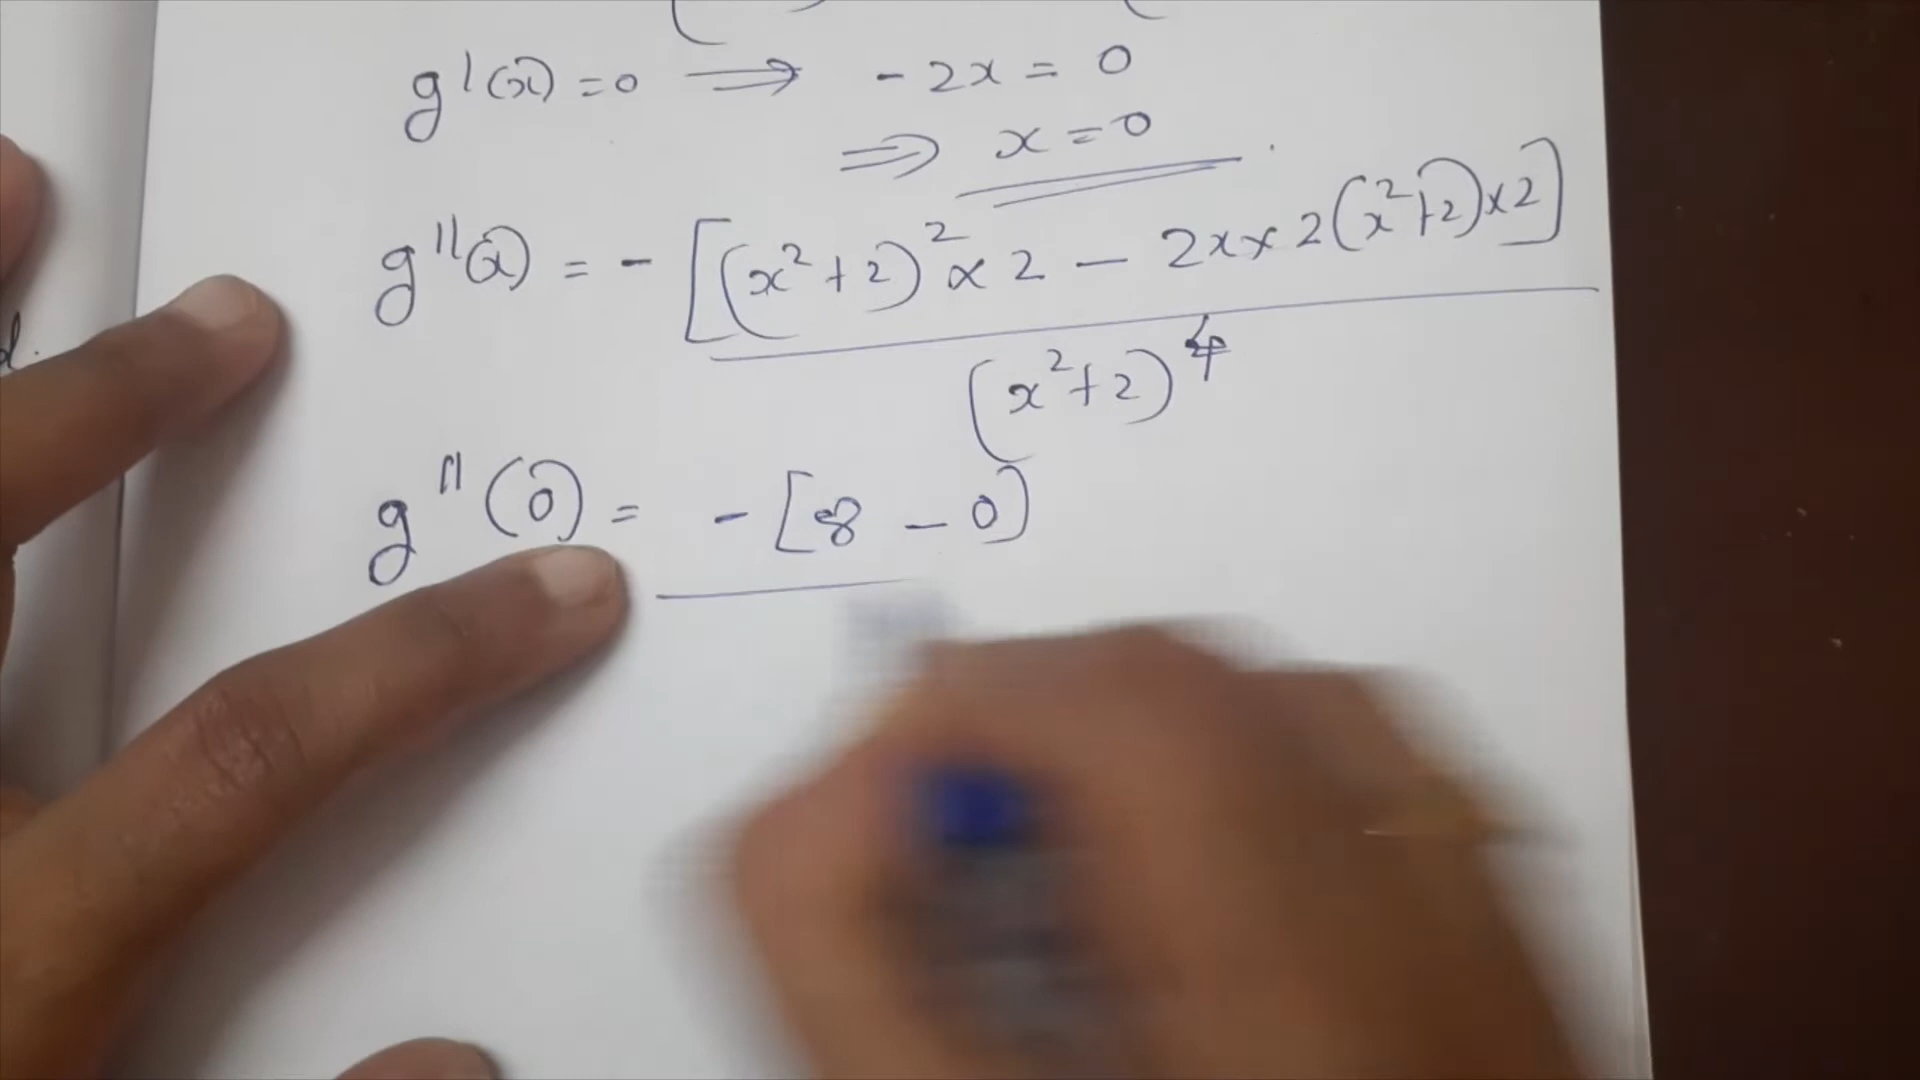 g'(x) = 0 ⟹ - 2x = 0
⟹ x = 0
g''(x) = - [(x²+2)² × 2 — 2x × 2(x²+2) × 2]
(x²+2)⁴
g''(0) = - [8 - 0]